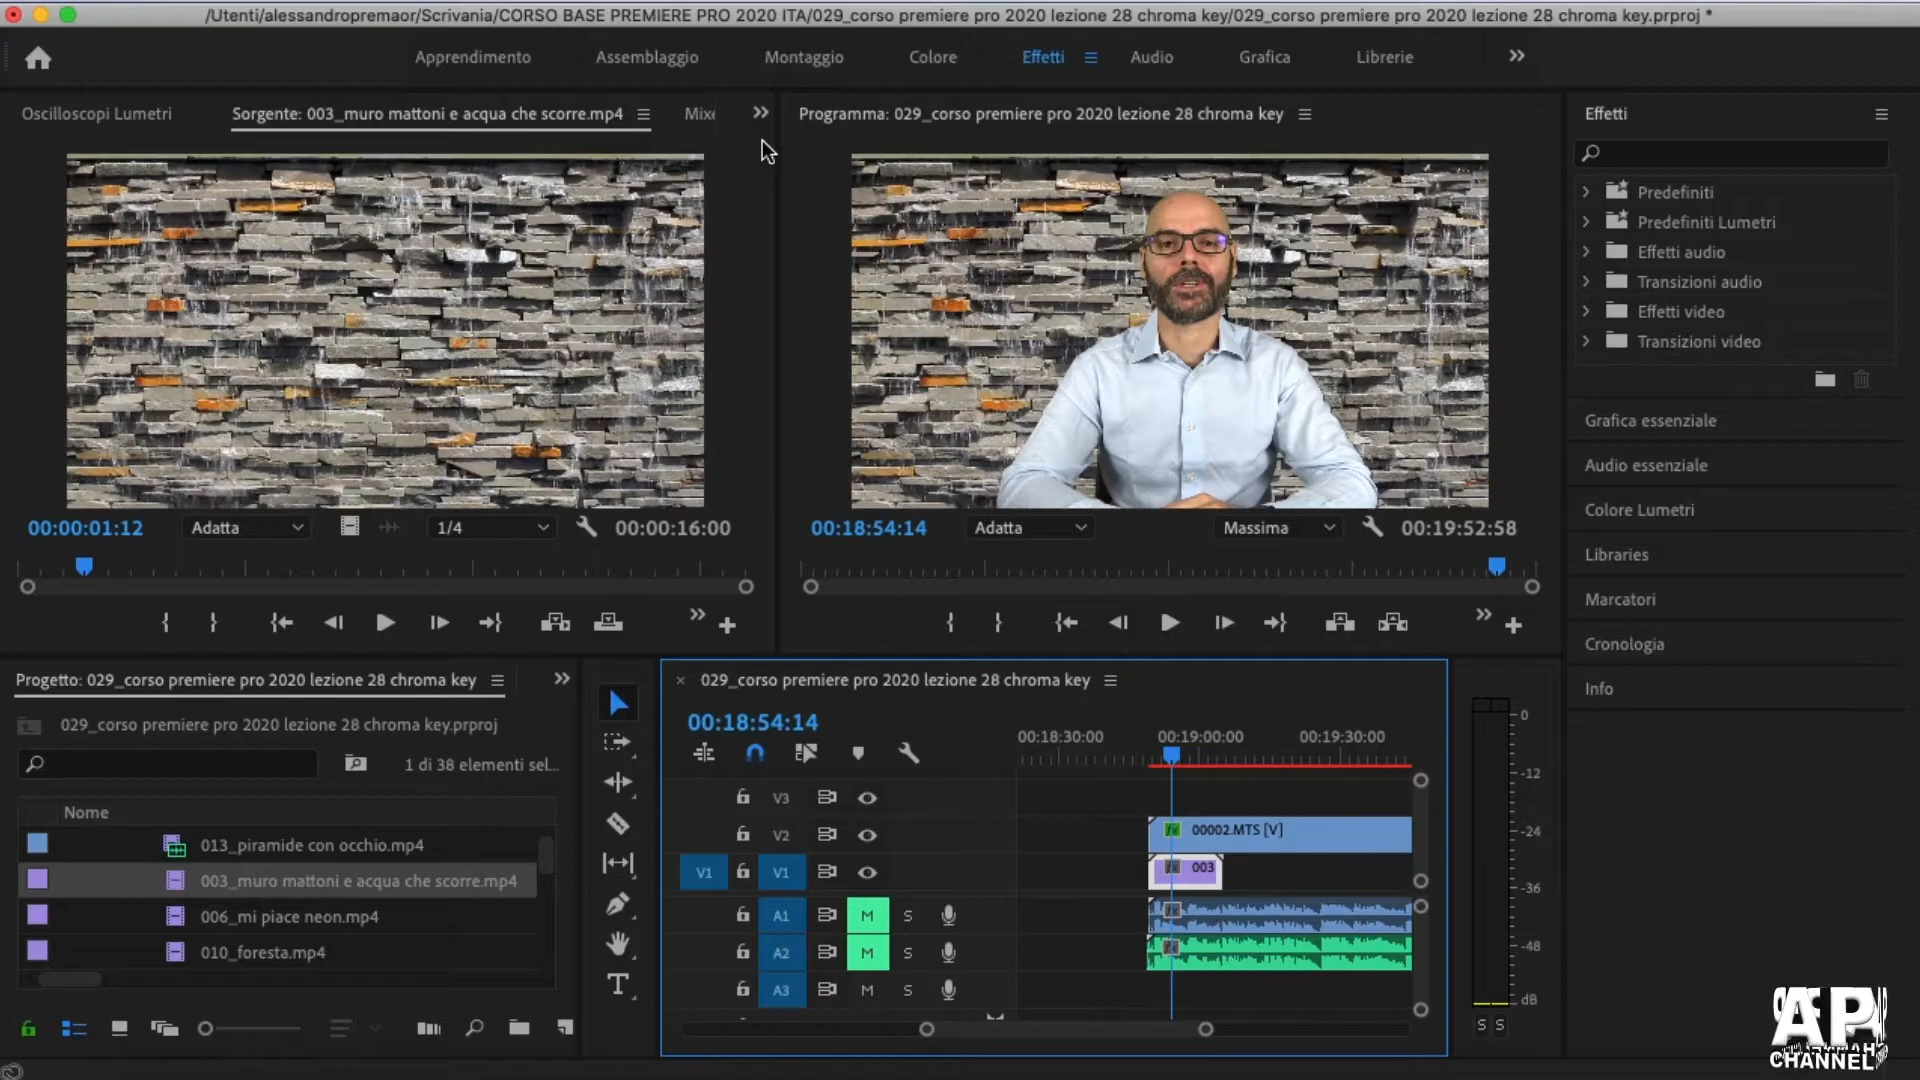 /Utenti/alessandropremaor/Scrivania/CORSO BASE PREMIERE PRO 2020 ITA/029_corso premiere pro 2020 lezione 28 chroma key/029_corso premiere pro 2020 lezione 28 chroma key.prproj *
Apprendimento Assemblaggio Montaggio Colore Effetti Audio Grafica Librerie
Oscilloscopi Lumetri Sorgente: 003_muro mattoni e acqua che scorre.mp4
Programma: 029_corso premiere pro 2020 lezione 28 chroma key
Effetti
Predefiniti
Predefiniti Lumetri
Effetti audio
Transizioni audio
Effetti video
Transizioni video
Grafica essenziale
Audio essenziale
Colore Lumetri
Libraries
Marcatori
Cronologia
Info
00:00:01:12 Adatta 1/4 00:00:16:00
00:18:54:14 Adatta Massima 00:19:52:58
Progetto: 029_corso premiere pro 2020 lezione 28 chroma key
029_corso premiere pro 2020 lezione 28 chroma key.prproj
1 di 38 elementi sel...
Nome
013_piramide con occhio.mp4
003_muro mattoni e acqua che scorre.mp4
006_mi piace neon.mp4
010_foresta.mp4
029_corso premiere pro 2020 lezione 28 chroma key
00:18:54:14
00:18:30:00 00:19:00:00 00:19:30:00
V3
V2 fx 00002.MTS [V]
V1 V1 fx 003
A1 M S fx
A2 M S fx
A3 M S
0
-12
-24
-36
-48
dB
S S
AP
CHANNEL